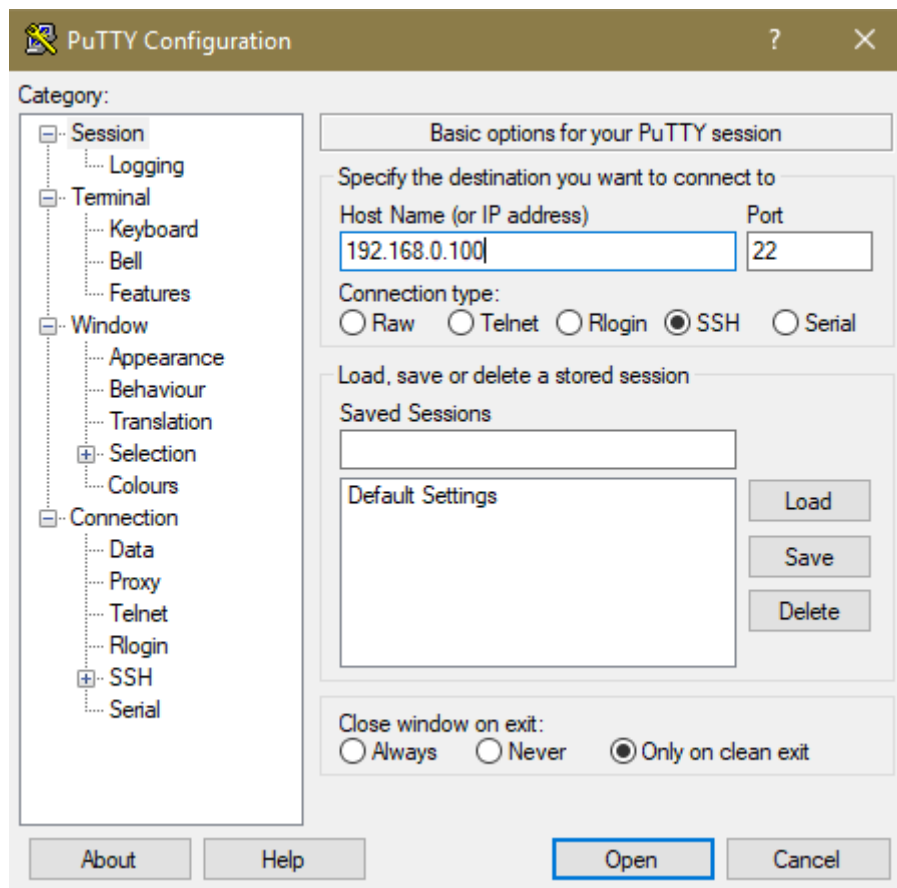 PuTTY Configuration ? ×
Category:
Session
Logging
Terminal
Keyboard
Bell
Features
Window
Appearance
Behaviour
Translation
Selection
Colours
Connection
Data
Proxy
Telnet
Rlogin
SSH
Serial
Basic options for your PuTTY session
Specify the destination you want to connect to
Host Name (or IP address) Port
192.168.0.100 22
Connection type:
Raw Telnet Rlogin SSH Serial
Load, save or delete a stored session
Saved Sessions
Default Settings
Load
Save
Delete
Close window on exit:
Always Never Only on clean exit
About Help Open Cancel